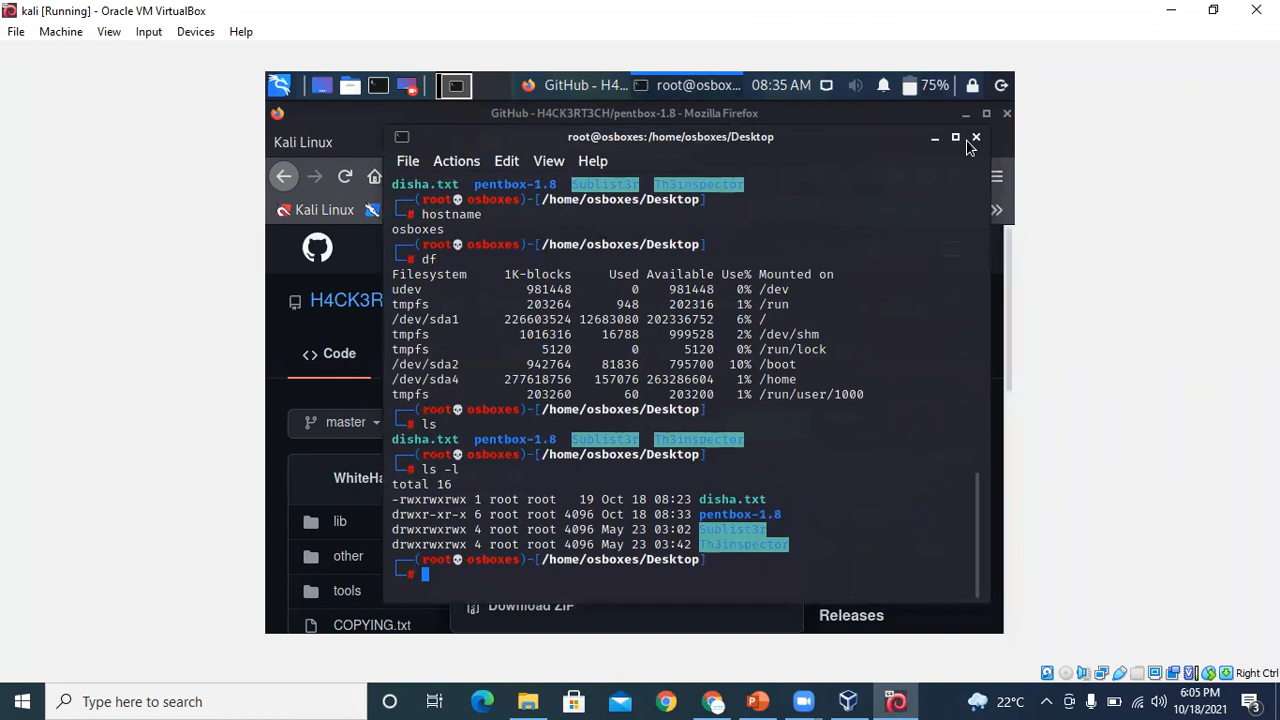 kali [Running] - Oracle VM VirtualBox
File Machine View Input Devices Help
GitHub - H4... root@osbox... 08:35 AM 75%
GitHub - H4CK3RT3CH/pentbox-1.8 - Mozilla Firefox
Kali Linux
root@osboxes:/home/osboxes/Desktop
File Actions Edit View Help
disha.txt pentbox-1.8 Sublist3r Th3inspector
(root💀osboxes)-[/home/osboxes/Desktop]
# hostname
osboxes
(root💀osboxes)-[/home/osboxes/Desktop]
# df
Filesystem 1K-blocks Used Available Use% Mounted on
udev 981448 0 981448 0% /dev
tmpfs 203264 948 202316 1% /run
/dev/sda1 226603524 12683080 202336752 6% /
tmpfs 1016316 16788 999528 2% /dev/shm
tmpfs 5120 0 5120 0% /run/lock
/dev/sda2 942764 81836 795700 10% /boot
/dev/sda4 277618756 157076 263286604 1% /home
tmpfs 203260 60 203200 1% /run/user/1000
(root💀osboxes)-[/home/osboxes/Desktop]
# ls
disha.txt pentbox-1.8 Sublist3r Th3inspector
(root💀osboxes)-[/home/osboxes/Desktop]
# ls -l
total 16
-rwxrwxrwx 1 root root 19 Oct 18 08:23 disha.txt
drwxr-xr-x 6 root root 4096 Oct 18 08:33 pentbox-1.8
drwxrwxrwx 4 root root 4096 May 23 03:02 Sublist3r
drwxrwxrwx 4 root root 4096 May 23 03:42 Th3inspector
(root💀osboxes)-[/home/osboxes/Desktop]
#
Kali Linux
H4CK3R
<> Code
master
WhiteHa
lib
other
tools
COPYING.txt
Download ZIP
Releases
Right Ctrl
Type here to search
22°C
6:05 PM
10/18/2021
3